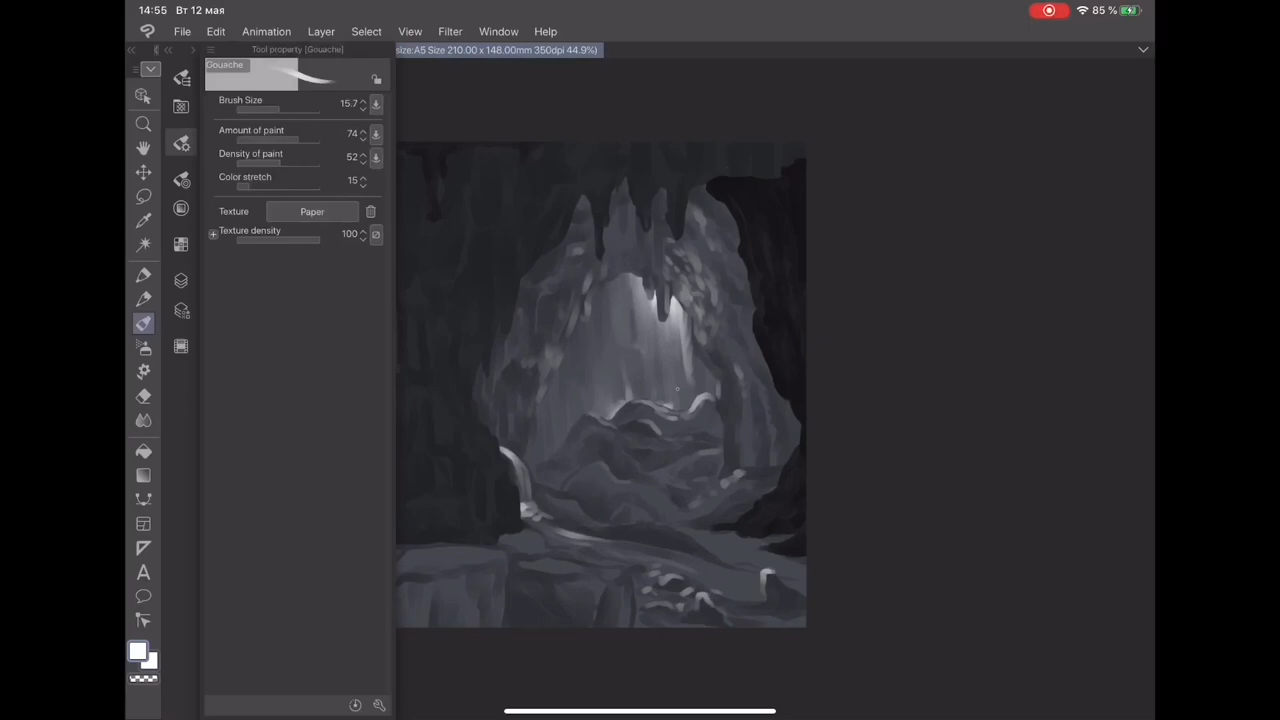 14:55 Вт 12 мая
85 %
File Edit Animation Layer Select View Filter Window Help
Tool property [Gouache]
size:A5 Size 210.00 x 148.00mm 350dpi 44.9%)
Gouache
Brush Size 15.7
Amount of paint 74
Density of paint 52
Color stretch 15
Texture Paper
Texture density 100